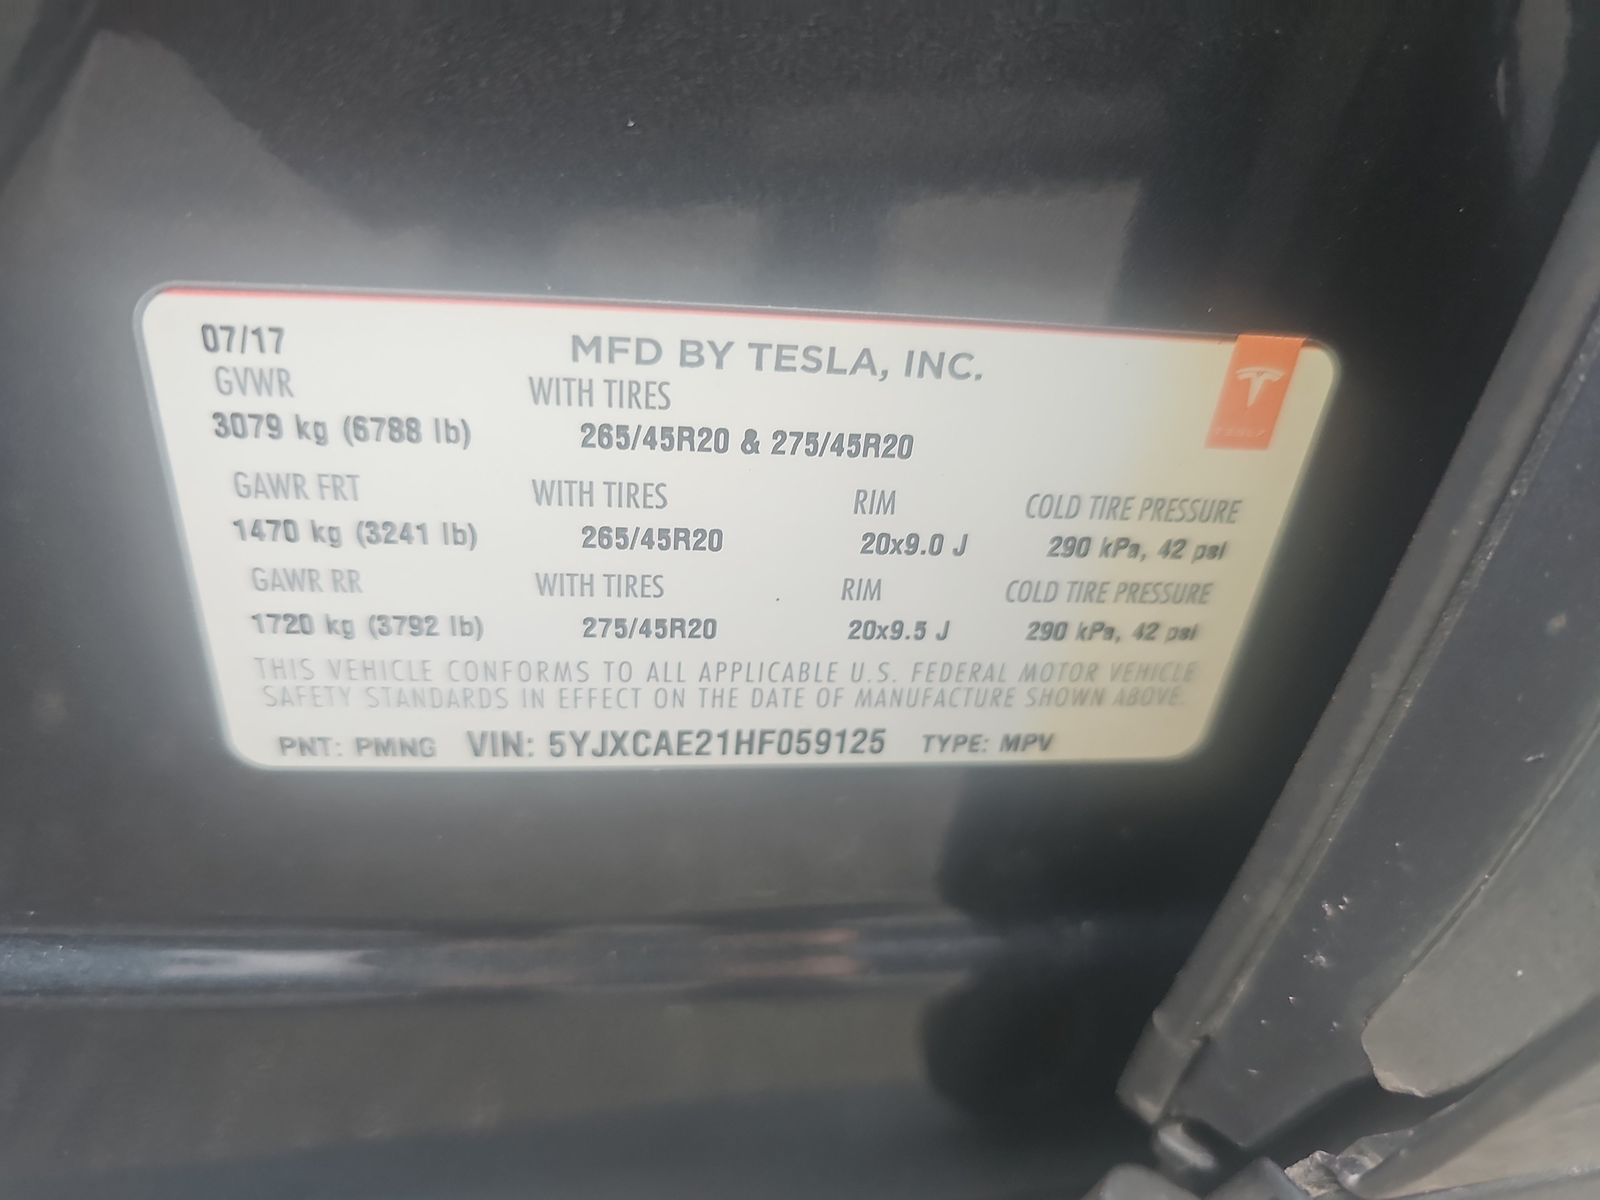 07/17 MFD BY TESLA, INC.
GVWR WITH TIRES
3079 kg (6788 lb) 265/45R20 & 275/45R20
TESLA
GAWR FRT WITH TIRES RIM COLD TIRE PRESSURE
1470 kg (3241 lb) 265/45R20 20x9.0 J 290 kPa, 42 psi
GAWR RR WITH TIRES RIM COLD TIRE PRESSURE
1720 kg (3792 lb) 275/45R20 20x9.5 J 290 kPa, 42 psi
THIS VEHICLE CONFORMS TO ALL APPLICABLE U.S. FEDERAL MOTOR VEHICLE
SAFETY STANDARDS IN EFFECT ON THE DATE OF MANUFACTURE SHOWN ABOVE.
PNT: PMNG VIN: 5YJXCAE21HF059125 TYPE: MPV